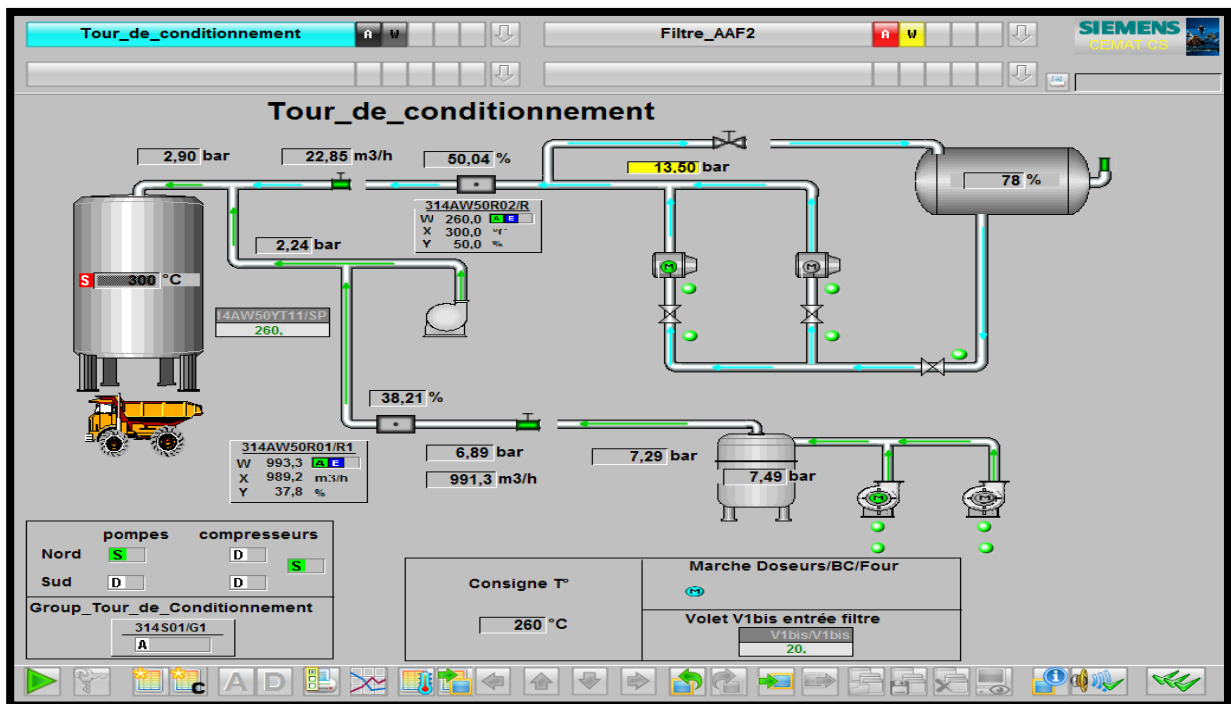 Tour_de_conditionnement A W Filtre_AAF2 A W
SIEMENS
CEMAT CS
Tour_de_conditionnement
2,90 bar 22,85 m3/h 50,04 % 13,50 bar
78 %
314AW50R02/R
W 260,0 A E
X 300,0
Y 50,0 %
2,24 bar
S 300 °C
14AW50YT11/SP
260,
38,21 %
314AW50R01/R1
W 993,3 A E
X 989,2 m3/h
Y 37,8 %
6,89 bar
991,3 m3/h
7,29 bar
7,49 bar
M M
M M
pompes compresseurs
Nord S D S
Sud D D
Group_Tour_de_Conditionnement
314S01/G1
A
Consigne T°
260 °C
Marche Doseurs/BC/Four
M
Volet V1bis entrée filtre
V1bis/V1bis
20,
C A D